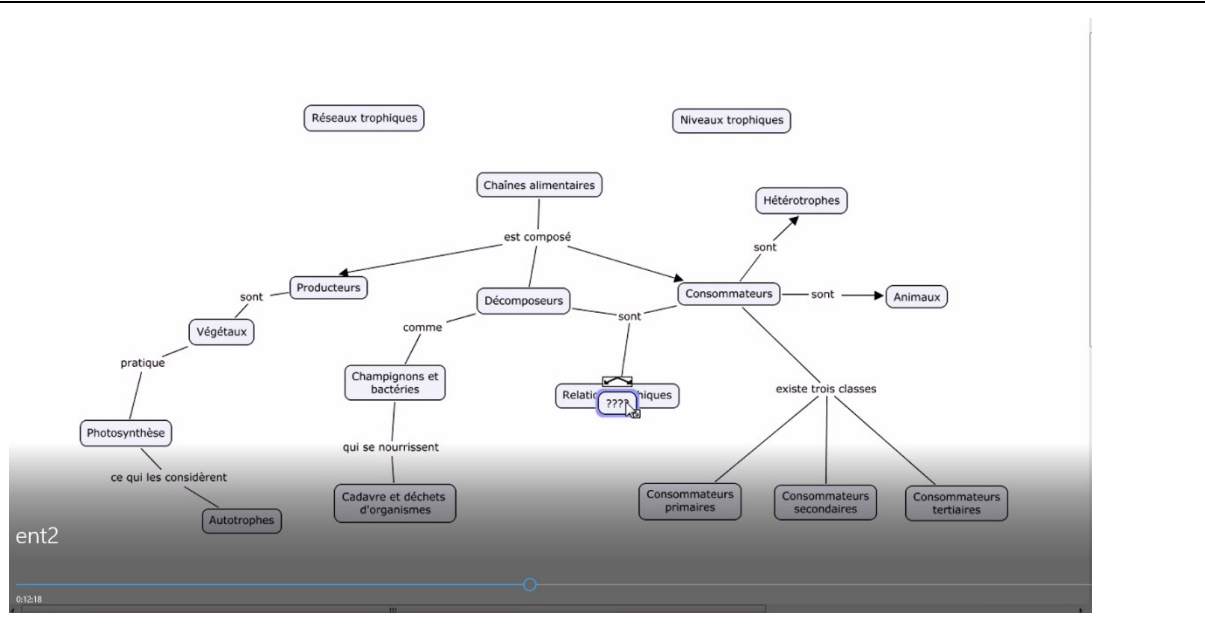 Réseaux trophiques
Niveaux trophiques
Chaînes alimentaires
Hétérotrophes
est composé
sont
Producteurs
Décomposeurs
Consommateurs
sont
Animaux
sont
sont
Végétaux
comme
pratique
Champignons et
bactéries
existe trois classes
Relatio
hiques
????
Photosynthèse
qui se nourrissent
ce qui les considèrent
Cadavre et déchets
d'organismes
Consommateurs
primaires
Consommateurs
secondaires
Consommateurs
tertiaires
Autotrophes
ent2
0:12:18